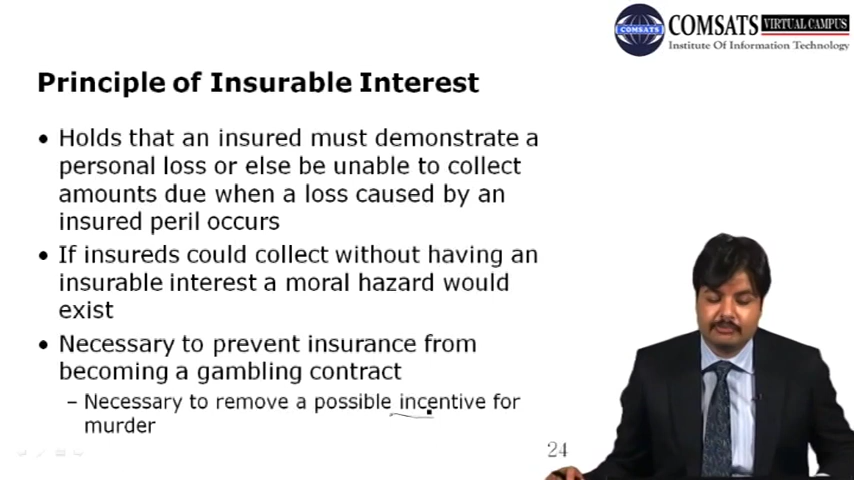 COMSATS
COMSATS VIRTUAL CAMPUS
Institute Of Information Technology
Principle of Insurable Interest
• Holds that an insured must demonstrate a
personal loss or else be unable to collect
amounts due when a loss caused by an
insured peril occurs
• If insureds could collect without having an
insurable interest a moral hazard would
exist
• Necessary to prevent insurance from
becoming a gambling contract
– Necessary to remove a possible incentive for
murder
24